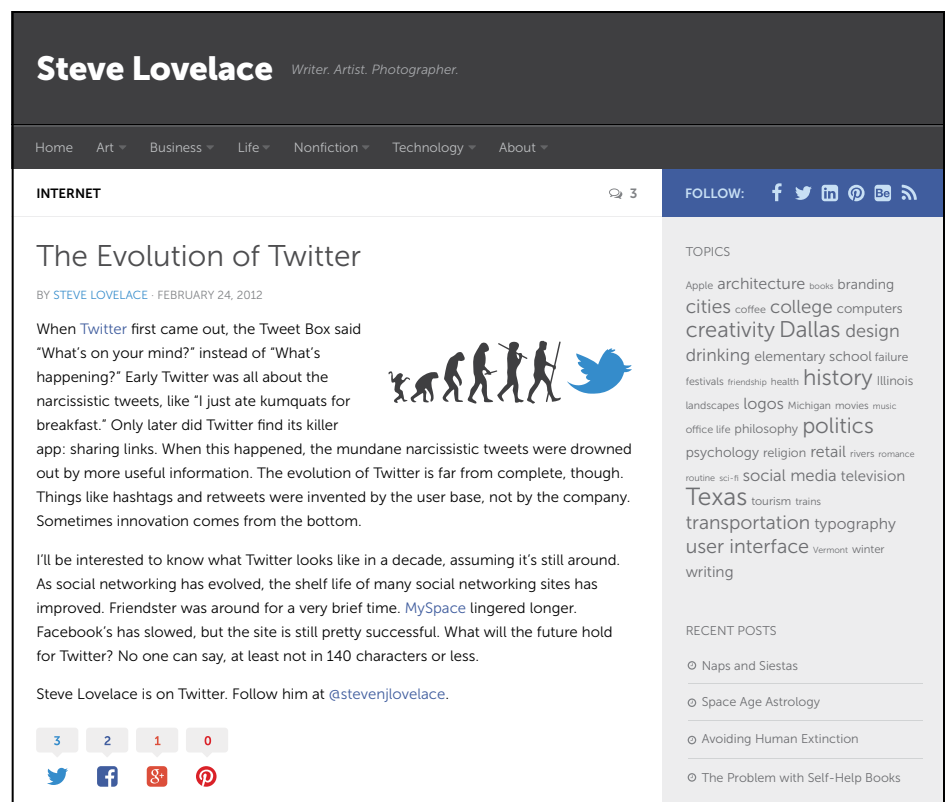 Steve Lovelace
Writer. Artist. Photographer.
Home Art Business Life Nonfiction Technology About
INTERNET
3
FOLLOW:
The Evolution of Twitter
BY STEVE LOVELACE · FEBRUARY 24, 2012
When Twitter first came out, the Tweet Box said
“What’s on your mind?” instead of “What’s
happening?” Early Twitter was all about the
narcissistic tweets, like “I just ate kumquats for
breakfast.” Only later did Twitter find its killer
app: sharing links. When this happened, the mundane narcissistic tweets were drowned
out by more useful information. The evolution of Twitter is far from complete, though.
Things like hashtags and retweets were invented by the user base, not by the company.
Sometimes innovation comes from the bottom.
I’ll be interested to know what Twitter looks like in a decade, assuming it’s still around.
As social networking has evolved, the shelf life of many social networking sites has
improved. Friendster was around for a very brief time. MySpace lingered longer.
Facebook’s has slowed, but the site is still pretty successful. What will the future hold
for Twitter? No one can say, at least not in 140 characters or less.
Steve Lovelace is on Twitter. Follow him at @stevenjlovelace.
3 2 1 0
TOPICS
Apple architecture books branding
cities coffee college computers
creativity Dallas design
drinking elementary school failure
festivals friendship health history Illinois
landscapes logos Michigan movies music
office life philosophy politics
psychology religion retail rivers romance
routine sci-fi social media television
Texas tourism trains
transportation typography
user interface Vermont winter
writing
RECENT POSTS
Naps and Siestas
Space Age Astrology
Avoiding Human Extinction
The Problem with Self-Help Books